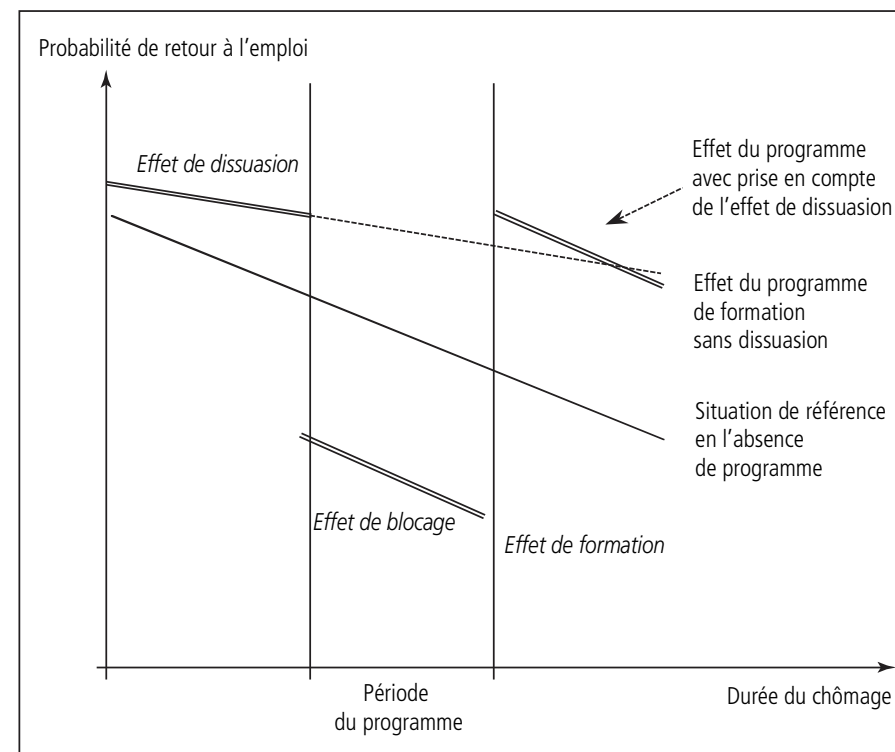 Probabilité de retour à l'emploi
Effet de dissuasion
Effet du programme
avec prise en compte
de l'effet de dissuasion
Effet du programme
de formation
sans dissuasion
Situation de référence
en l'absence
de programme
Effet de blocage
Effet de formation
Période
du programme
Durée du chômage